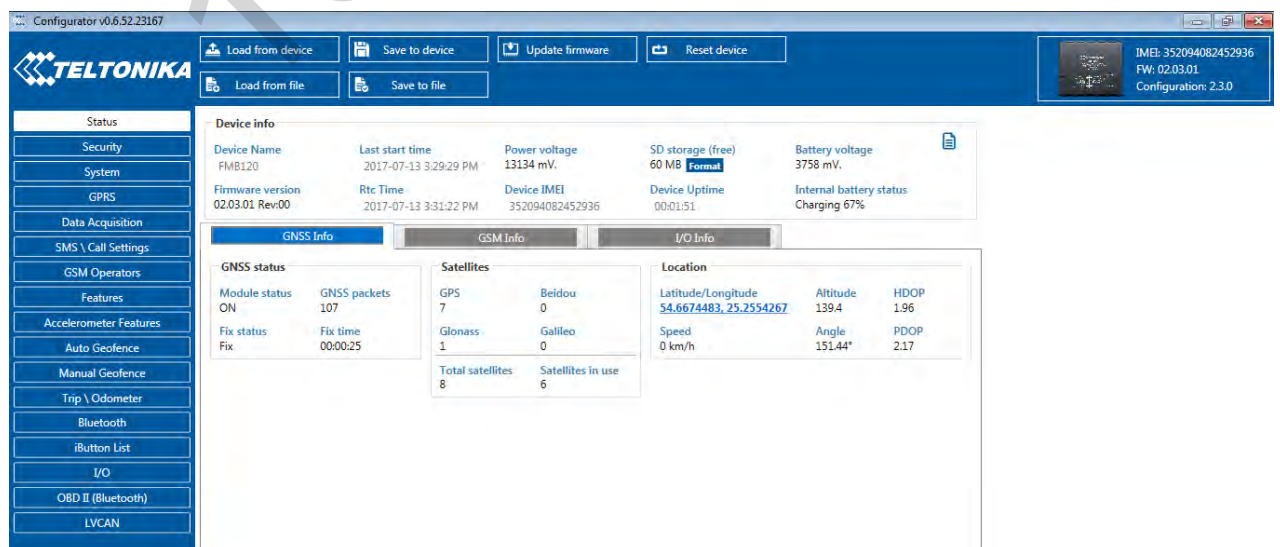 Configurator v0.6.52.23167
TELTONIKA
Load from device
Save to device
Update firmware
Reset device
Load from file
Save to file
IMEI: 352094082452936
FW: 02.03.01
Configuration: 2.3.0
Status
Security
System
GPRS
Data Acquisition
SMS \ Call Settings
GSM Operators
Features
Accelerometer Features
Auto Geofence
Manual Geofence
Trip \ Odometer
Bluetooth
iButton List
I/O
OBD II (Bluetooth)
LVCAN
Device info
Device Name
FMB120
Last start time
2017-07-13 3:29:29 PM
Power voltage
13134 mV.
SD storage (free)
60 MB Format
Battery voltage
3758 mV.
Firmware version
02.03.01 Rev:00
Rtc Time
2017-07-13 3:31:22 PM
Device IMEI
352094082452936
Device Uptime
00:01:51
Internal battery status
Charging 67%
GNSS Info
GSM Info
I/O Info
GNSS status
Module status
ON
GNSS packets
107
Fix status
Fix
Fix time
00:00:25
Satellites
GPS
7
Beidou
0
Glonass
1
Galileo
0
Total satellites
8
Satellites in use
6
Location
Latitude/Longitude
54.6674483, 25.2554267
Altitude
139.4
HDOP
1.96
Speed
0 km/h
Angle
151.44°
PDOP
2.17